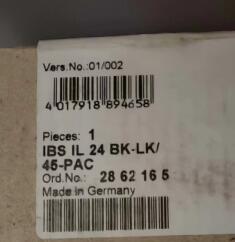 Vers.No.:01/002
4 017918 894658
Pieces: 1
IBS IL 24 BK-LK/
45-PAC
Ord.No.: 28 62 16 5
Made in Germany